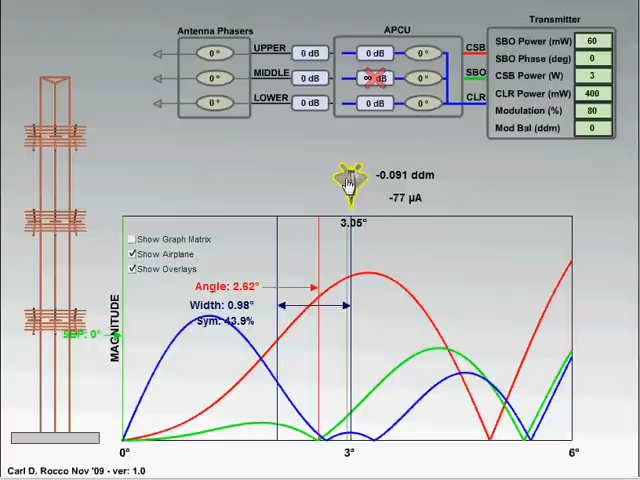 Transmitter
Antenna Phasers
APCU
0° UPPER 0 dB 0 dB 0° CSB
0° MIDDLE 0 dB ∞ dB 0° SBO
0° LOWER 0 dB 0 dB 0° CLR
SBO Power (mW) 60
SBO Phase (deg) 0
CSB Power (W) 3
CLR Power (mW) 400
Modulation (%) 80
Mod Bal (ddm) 0
-0.091 ddm
-77 µA
3.05°
Show Graph Matrix
Show Airplane
Show Overlays
Angle: 2.62°
Width: 0.98°
Sym: 43.9%
MAGNITUDE
0° 3° 6°
Carl D. Rocco Nov '09 - ver: 1.0